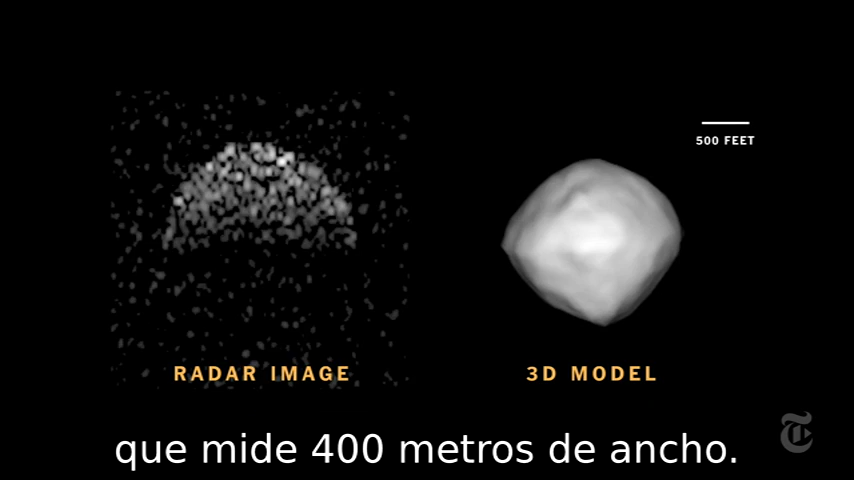 500 FEET
RADAR IMAGE
3D MODEL
que mide 400 metros de ancho.